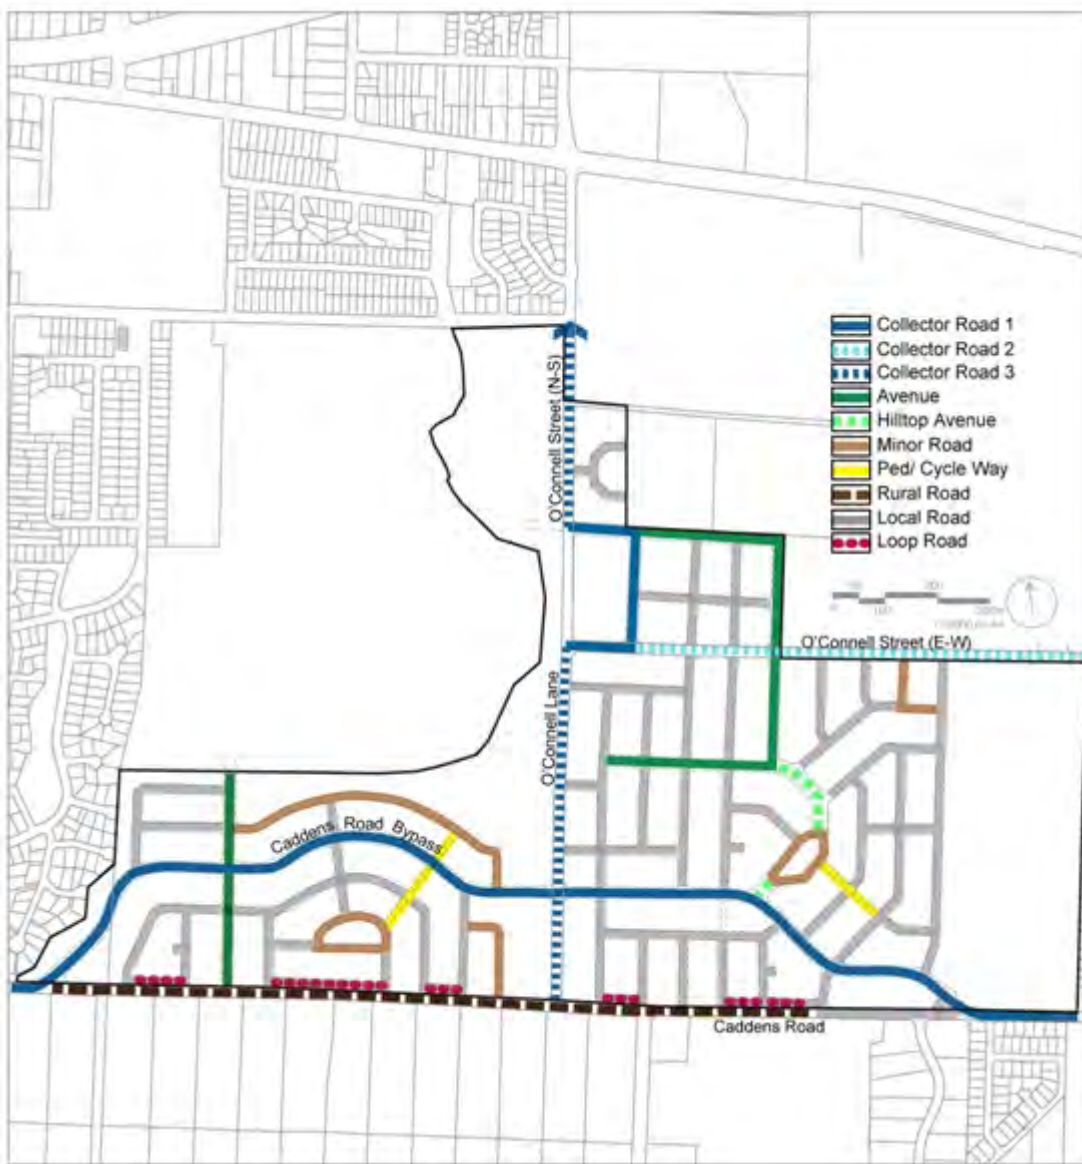 Collector Road 1
Collector Road 2
Collector Road 3
Avenue
Hilltop Avenue
Minor Road
Ped/ Cycle Way
Rural Road
Local Road
Loop Road
O'Connell Street (N-S)
O'Connell Street (E-W)
O'Connell Lane
Caddens Road Bypass
Caddens Road